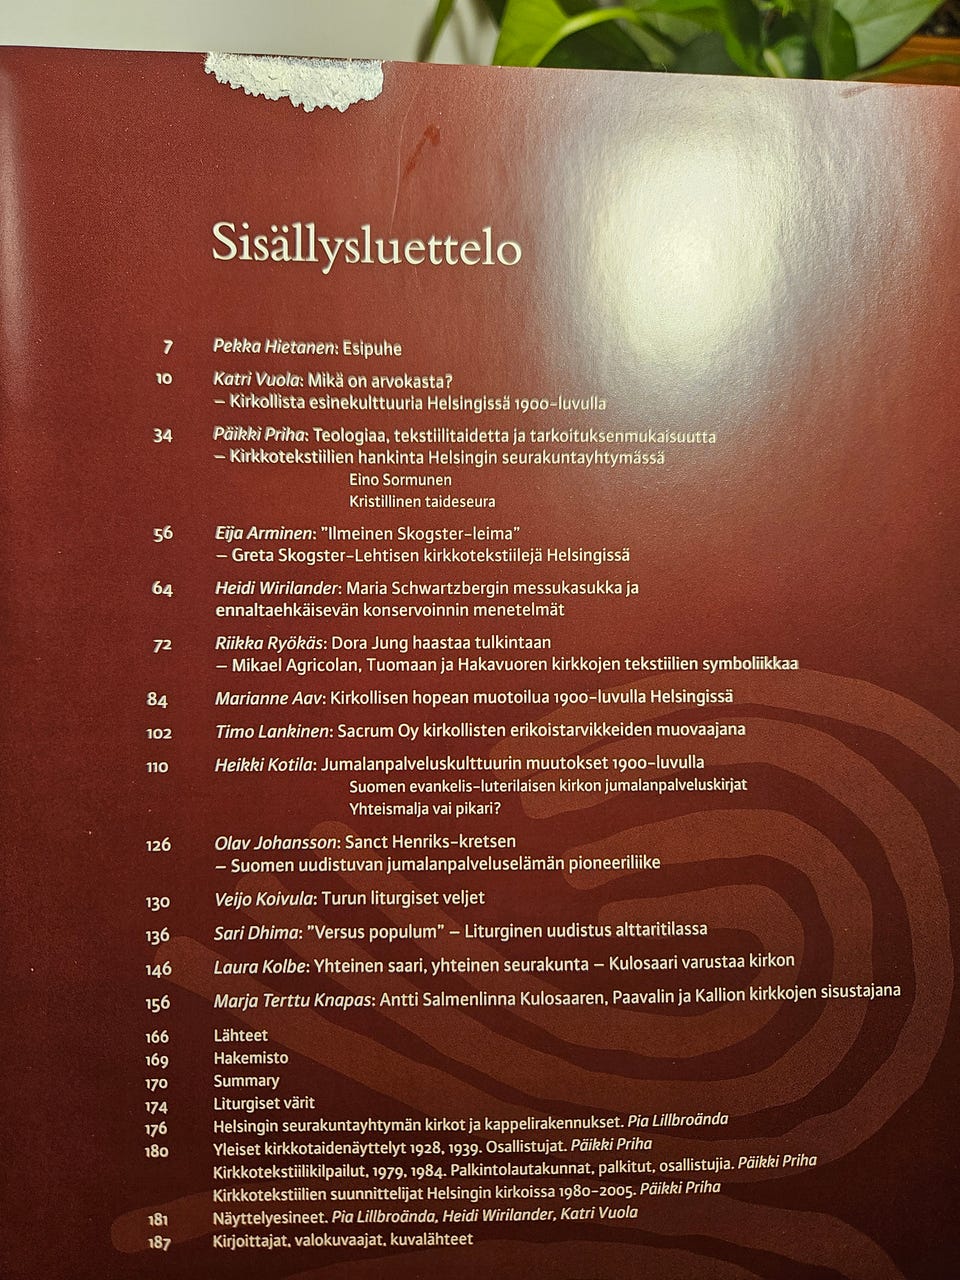 Sisällysluettelo
7 Pekka Hietanen: Esipuhe
10 Katri Vuola: Mikä on arvokasta?
– Kirkollista esinekulttuuria Helsingissä 1900-luvulla
34 Päikki Priha: Teologiaa, tekstiilitaidetta ja tarkoituksenmukaisuutta
– Kirkkotekstiilien hankinta Helsingin seurakuntayhtymässä
Eino Sormunen
Kristillinen taideseura
56 Eija Arminen: ”Ilmeinen Skogster-leima”
– Greta Skogster-Lehtisen kirkkotekstiilejä Helsingissä
64 Heidi Wirilander: Maria Schwartzbergin messukasukka ja
ennaltaehkäisevän konservoinnin menetelmät
72 Riikka Ryökäs: Dora Jung haastaa tulkintaan
– Mikael Agricolan, Tuomaan ja Hakavuoren kirkkojen tekstiilien symboliikkaa
84 Marianne Aav: Kirkollisen hopean muotoilua 1900-luvulla Helsingissä
102 Timo Lankinen: Sacrum Oy kirkollisten erikoistarvikkeiden muovaajana
110 Heikki Kotila: Jumalanpalveluskulttuurin muutokset 1900-luvulla
Suomen evankelis-luterilaisen kirkon jumalanpalveluskirjat
Yhteismalja vai pikari?
126 Olav Johansson: Sanct Henriks-kretsen
– Suomen uudistuvan jumalanpalveluselämän pioneeriliike
130 Veijo Koivula: Turun liturgiset veljet
136 Sari Dhima: ”Versus populum” – Liturginen uudistus alttaritilassa
146 Laura Kolbe: Yhteinen saari, yhteinen seurakunta – Kulosaari varustaa kirkon
156 Marja Terttu Knapas: Antti Salmenlinna Kulosaaren, Paavalin ja Kallion kirkkojen sisustajana
166 Lähteet
169 Hakemisto
170 Summary
174 Liturgiset värit
176 Helsingin seurakuntayhtymän kirkot ja kappelirakennukset. Pia Lillbroända
180 Yleiset kirkkotaidenäyttelyt 1928, 1939. Osallistujat. Päikki Priha
Kirkkotekstiilikilpailut, 1979, 1984. Palkintolautakunnat, palkitut, osallistujia. Päikki Priha
Kirkkotekstiilien suunnittelijat Helsingin kirkoissa 1980–2005. Päikki Priha
181 Näyttelyesineet. Pia Lillbroända, Heidi Wirilander, Katri Vuola
187 Kirjoittajat, valokuvaajat, kuvalähteet